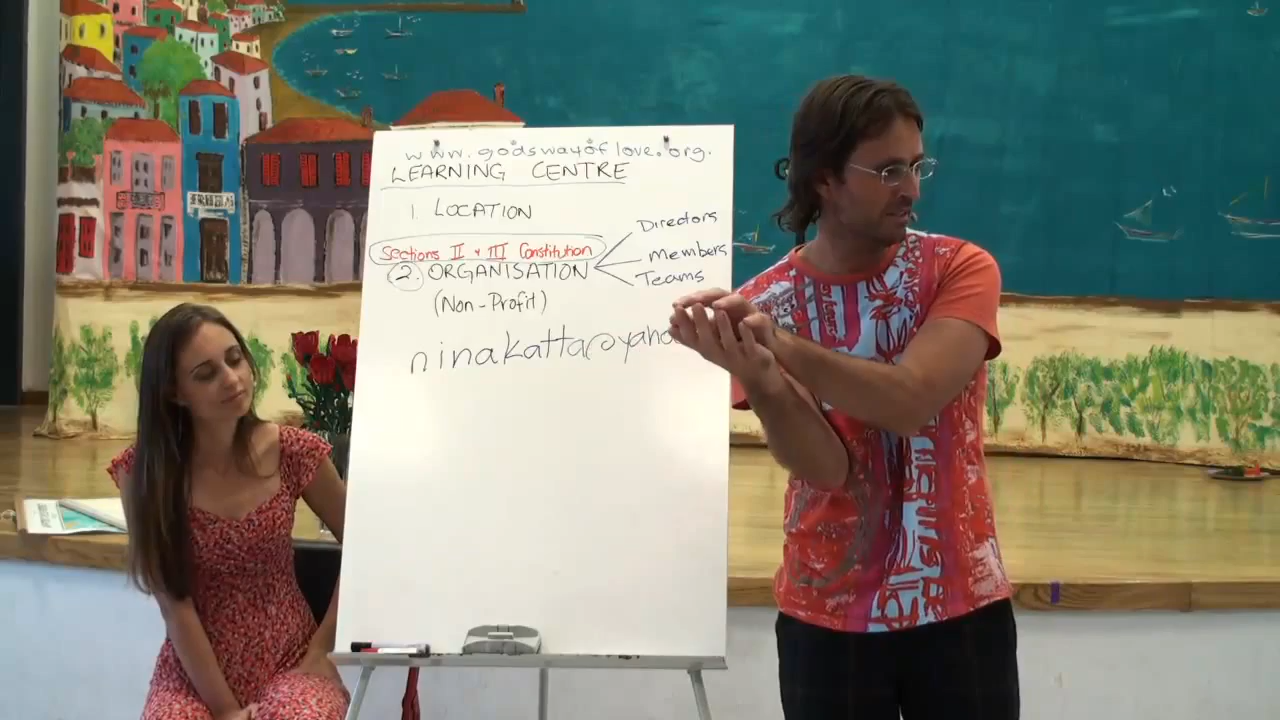 www.godswayoflove.org.
LEARNING CENTRE
1. LOCATION
Sections II + III Constitution
2. ORGANISATION
Directors
Members
Teams
(Non-Profit)
ninakatta@yahoo